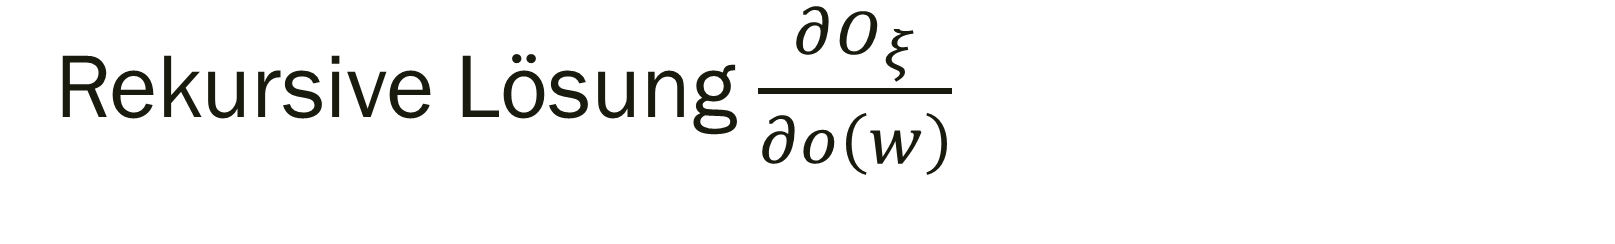 Rekursive Lösung ∂O_ξ / ∂o(w)